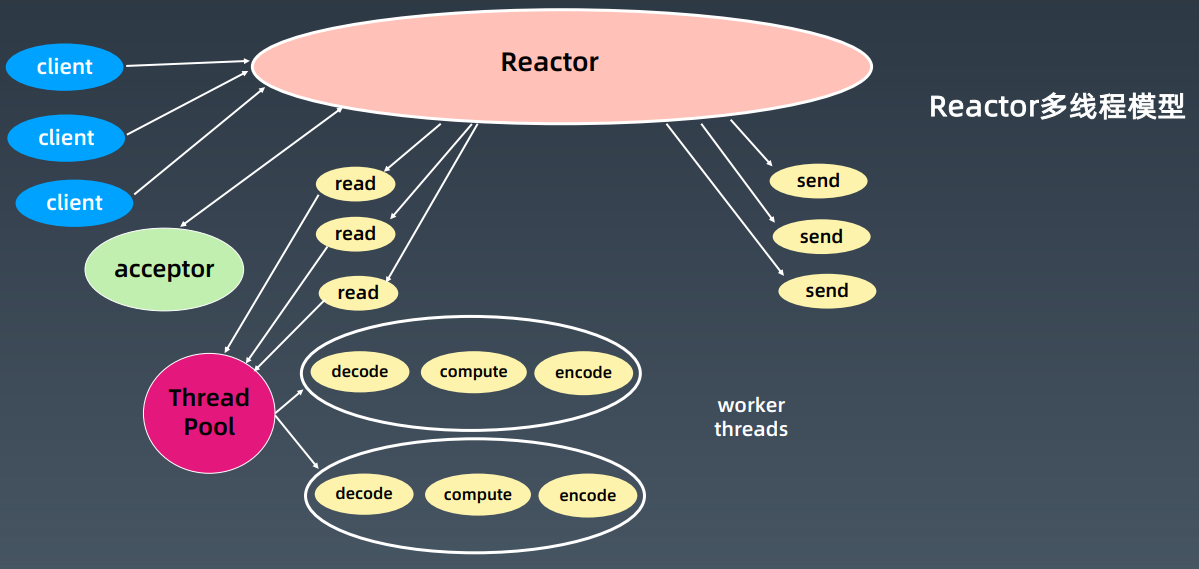 Reactor
client
client
client
Reactor多线程模型
read
read
read
send
send
send
acceptor
Thread
Pool
decode
compute
encode
worker
threads
decode
compute
encode